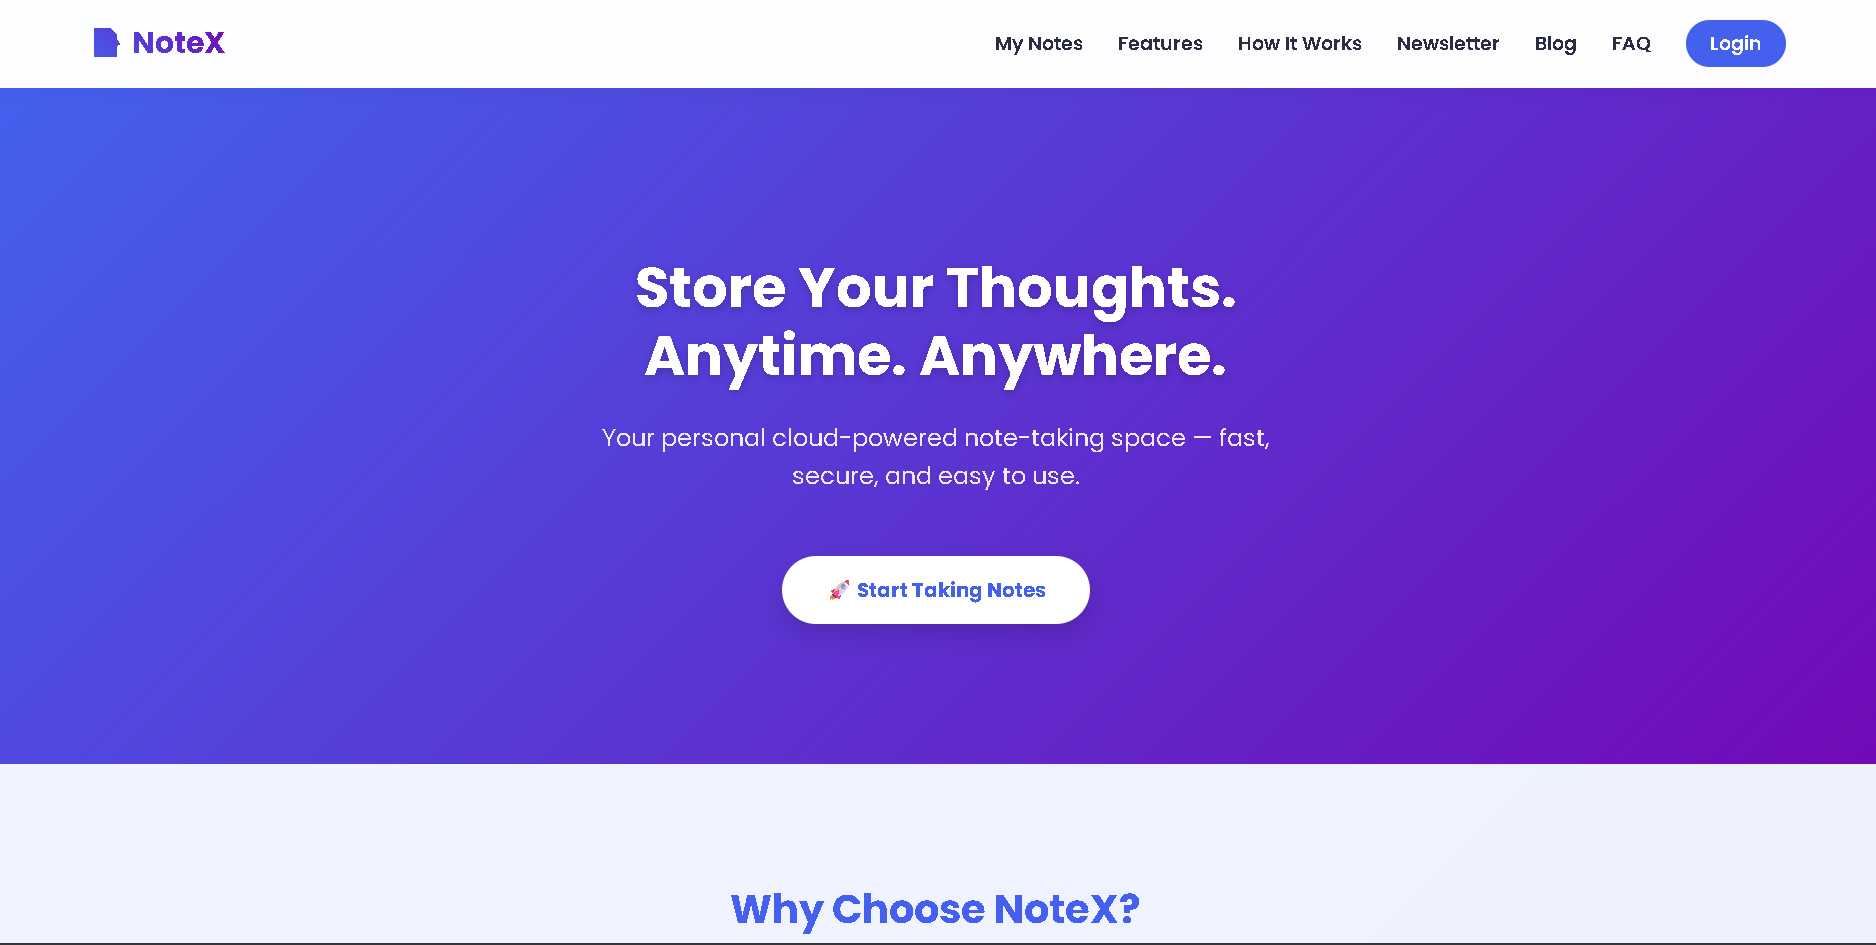 NoteX
My Notes
Features
How It Works
Newsletter
Blog
FAQ
Login
Store Your Thoughts.
Anytime. Anywhere.
Your personal cloud-powered note-taking space — fast,
secure, and easy to use.
🚀 Start Taking Notes
Why Choose NoteX?